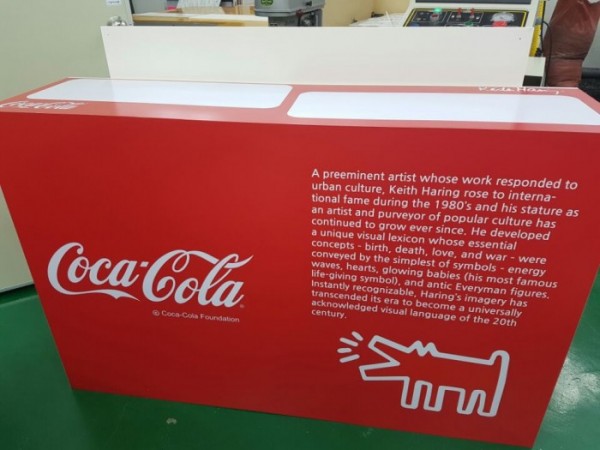 Coca-Cola
A preeminent artist whose work responded to
urban culture, Keith Haring rose to interna-
tional fame during the 1980's and his stature as
an artist and purveyor of popular culture has
continued to grow ever since. He developed
a unique visual lexicon whose essential
concepts - birth, death, love, and war - were
conveyed by the simplest of symbols - energy
waves, hearts, glowing babies (his most famous
life-giving symbol), and antic Everyman figures.
Instantly recognizable, Haring's imagery has
transcended its era to become a universally
acknowledged visual language of the 20th
century.
Coca-Cola
© Coca-Cola Foundation